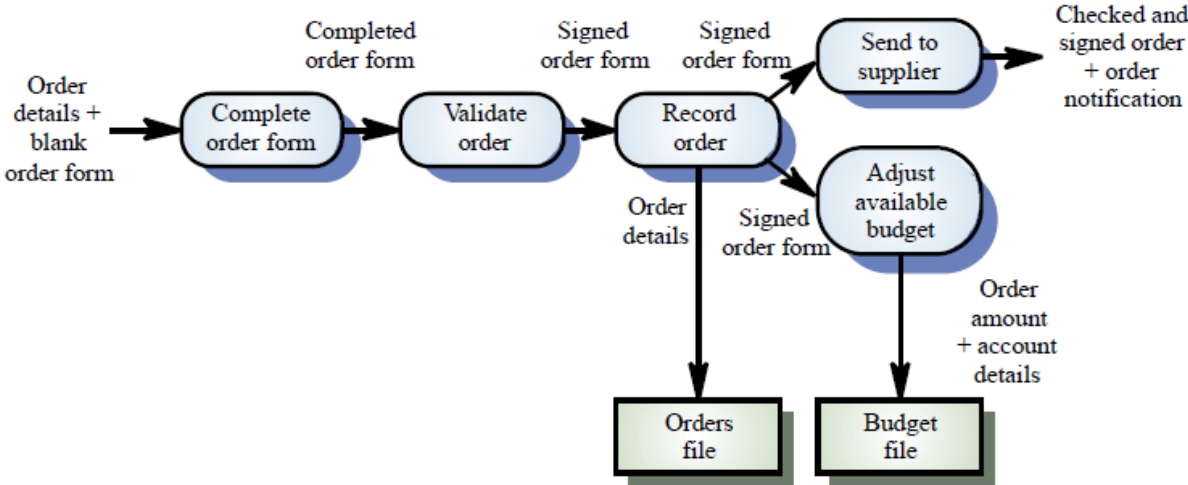 Order
details +
blank
order form
Complete
order form
Completed
order form
Validate
order
Signed
order form
Record
order
Signed
order form
Send to
supplier
Checked and
signed order
+ order
notification
Signed
order form
Adjust
available
budget
Order
details
Orders
file
Order
amount
+ account
details
Budget
file